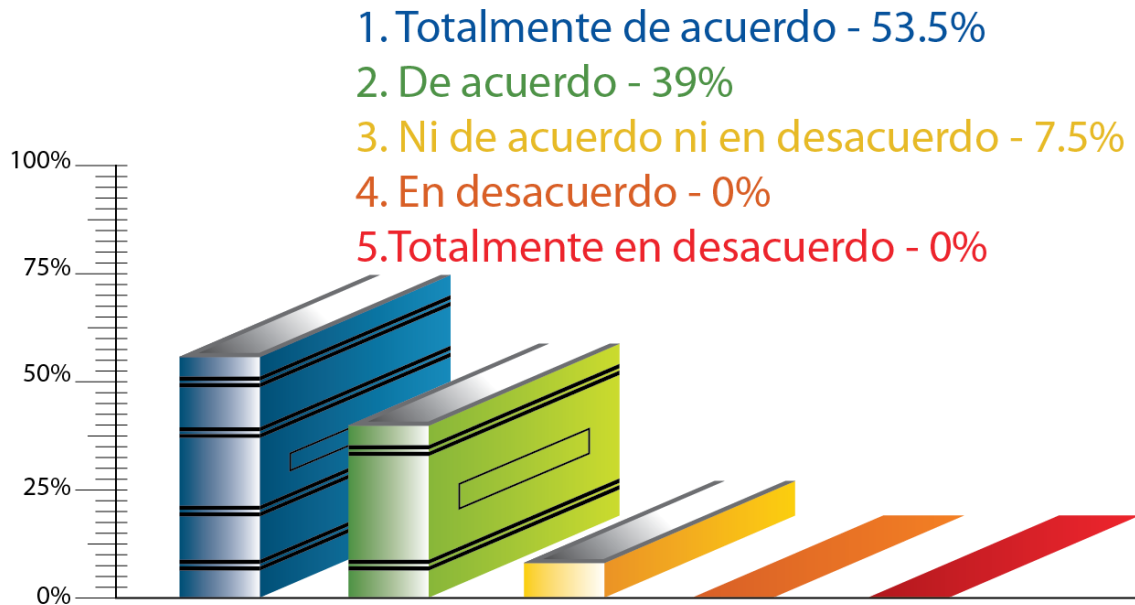 1. Totalmente de acuerdo - 53.5%
2. De acuerdo - 39%
3. Ni de acuerdo ni en desacuerdo - 7.5%
4. En desacuerdo - 0%
5.Totalmente en desacuerdo - 0%
100%
75%
50%
25%
0%